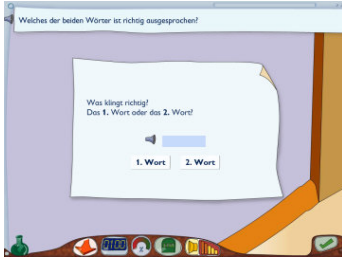 Welches der beiden Wörter ist richtig ausgesprochen?
Was klingt richtig?
Das 1. Wort oder das 2. Wort?
1. Wort 2. Wort